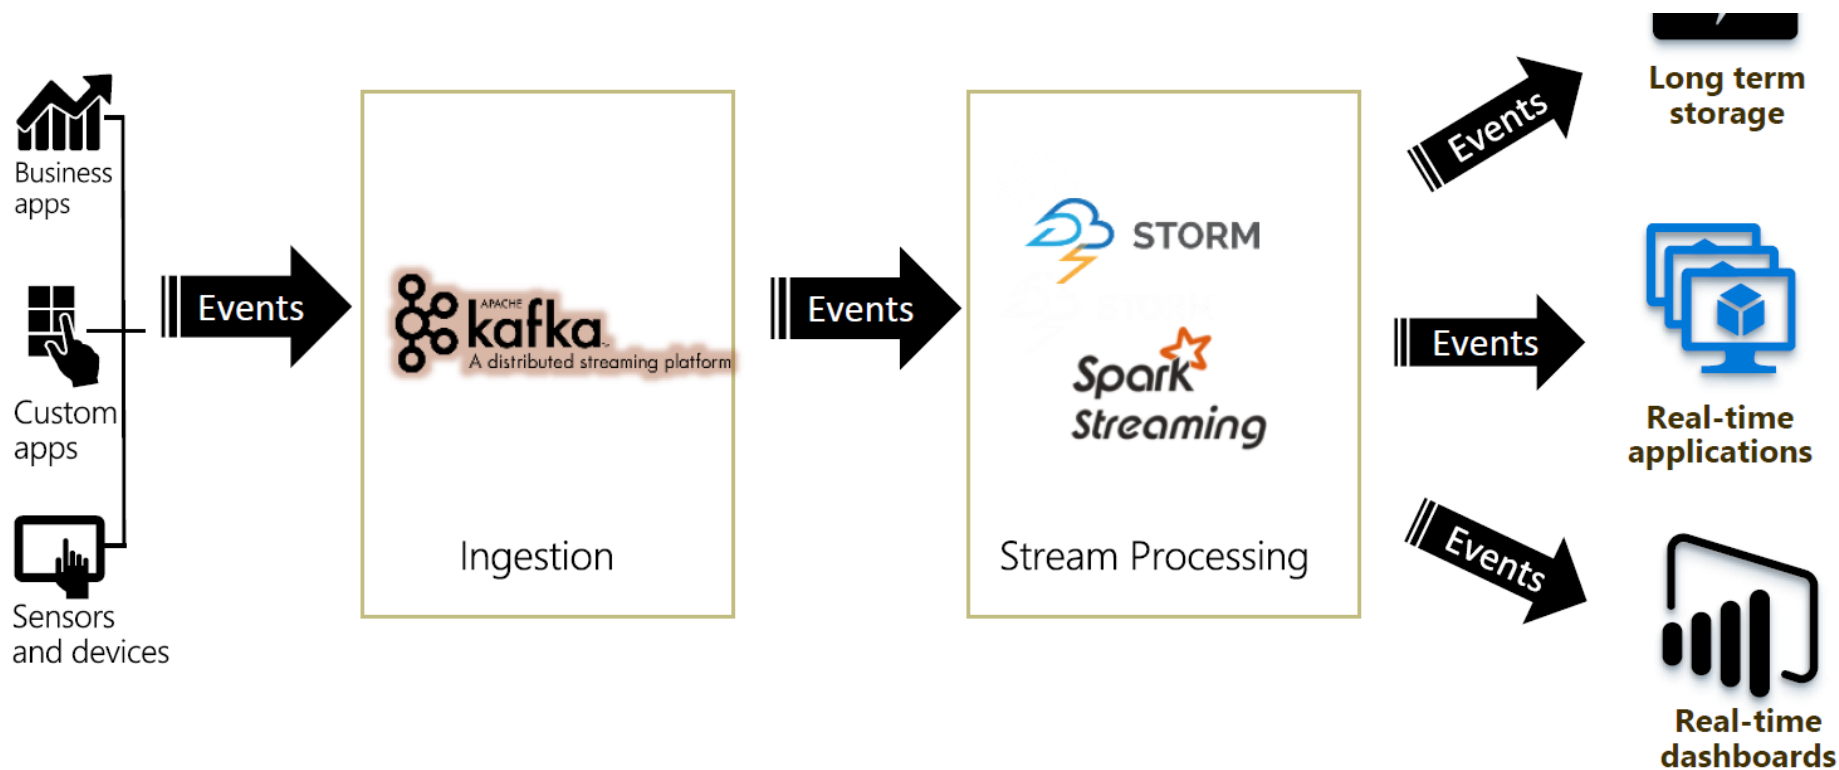 Business
apps
Custom
apps
Sensors
and devices
Events
APACHE
kafka
A distributed streaming platform
Ingestion
Events
STORM
STORM
Spark
Streaming
Stream Processing
Events
Long term
storage
Events
Real-time
applications
Events
Real-time
dashboards